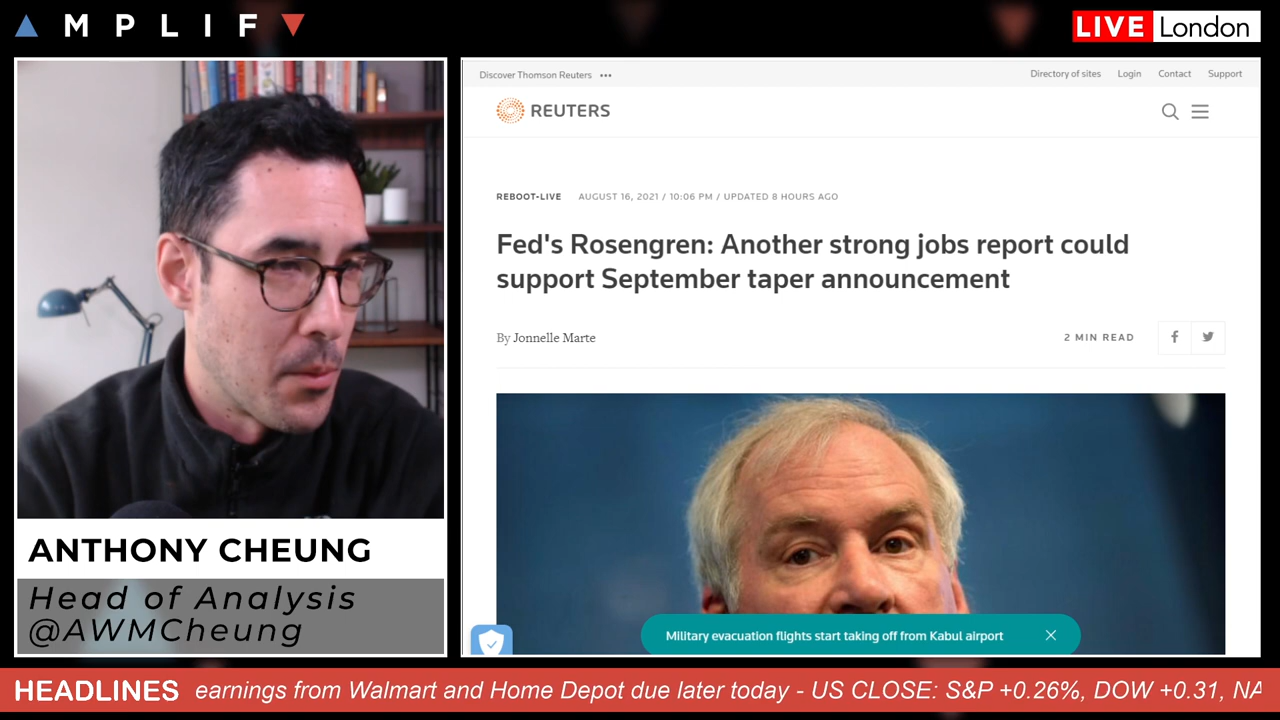 ▲ M P L I F ▼
LIVE London
ANTHONY CHEUNG
Head of Analysis
@AWMCheung
Discover Thomson Reuters •••
Directory of sites Login Contact Support
REUTERS
REBOOT-LIVE AUGUST 16, 2021 / 10:06 PM / UPDATED 8 HOURS AGO
Fed's Rosengren: Another strong jobs report could
support September taper announcement
By Jonnelle Marte
2 MIN READ
Military evacuation flights start taking off from Kabul airport
HEADLINES earnings from Walmart and Home Depot due later today - US CLOSE: S&P +0.26%, DOW +0.31, NA